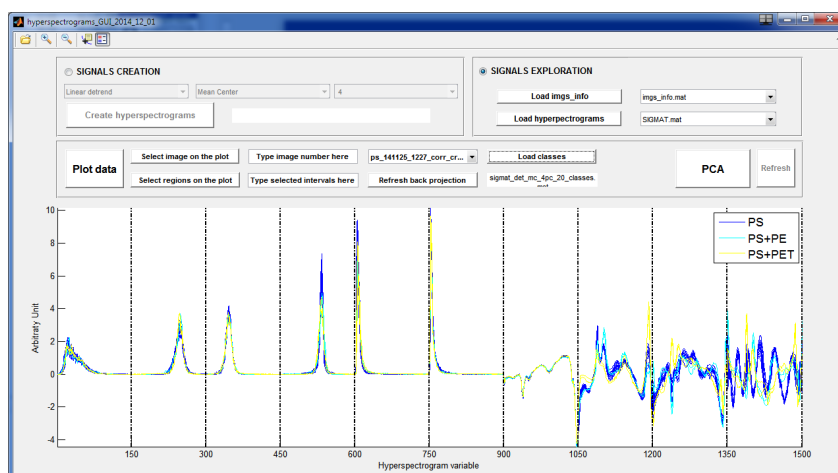 hyperspectrograms_GUI_2014_12_01
SIGNALS CREATION
Linear detrend Mean Center 4
Create hyperspectrograms
SIGNALS EXPLORATION
Load imgs_info imgs_info.mat
Load hyperpectrograms SIGMAT.mat
Plot data
Select image on the plot Type image number here ps_141125_1227_corr_cr... Load classes
Select regions on the plot Type selected intervals here Refresh back projection sigmat_det_mc_4pc_20_classes.
PCA
Refresh
PS
PS+PE
PS+PET
Arbitraty Unit
10
8
6
4
2
0
-2
-4
150 300 450 600 750 900 1050 1200 1350 1500
Hyperspectrogram variable